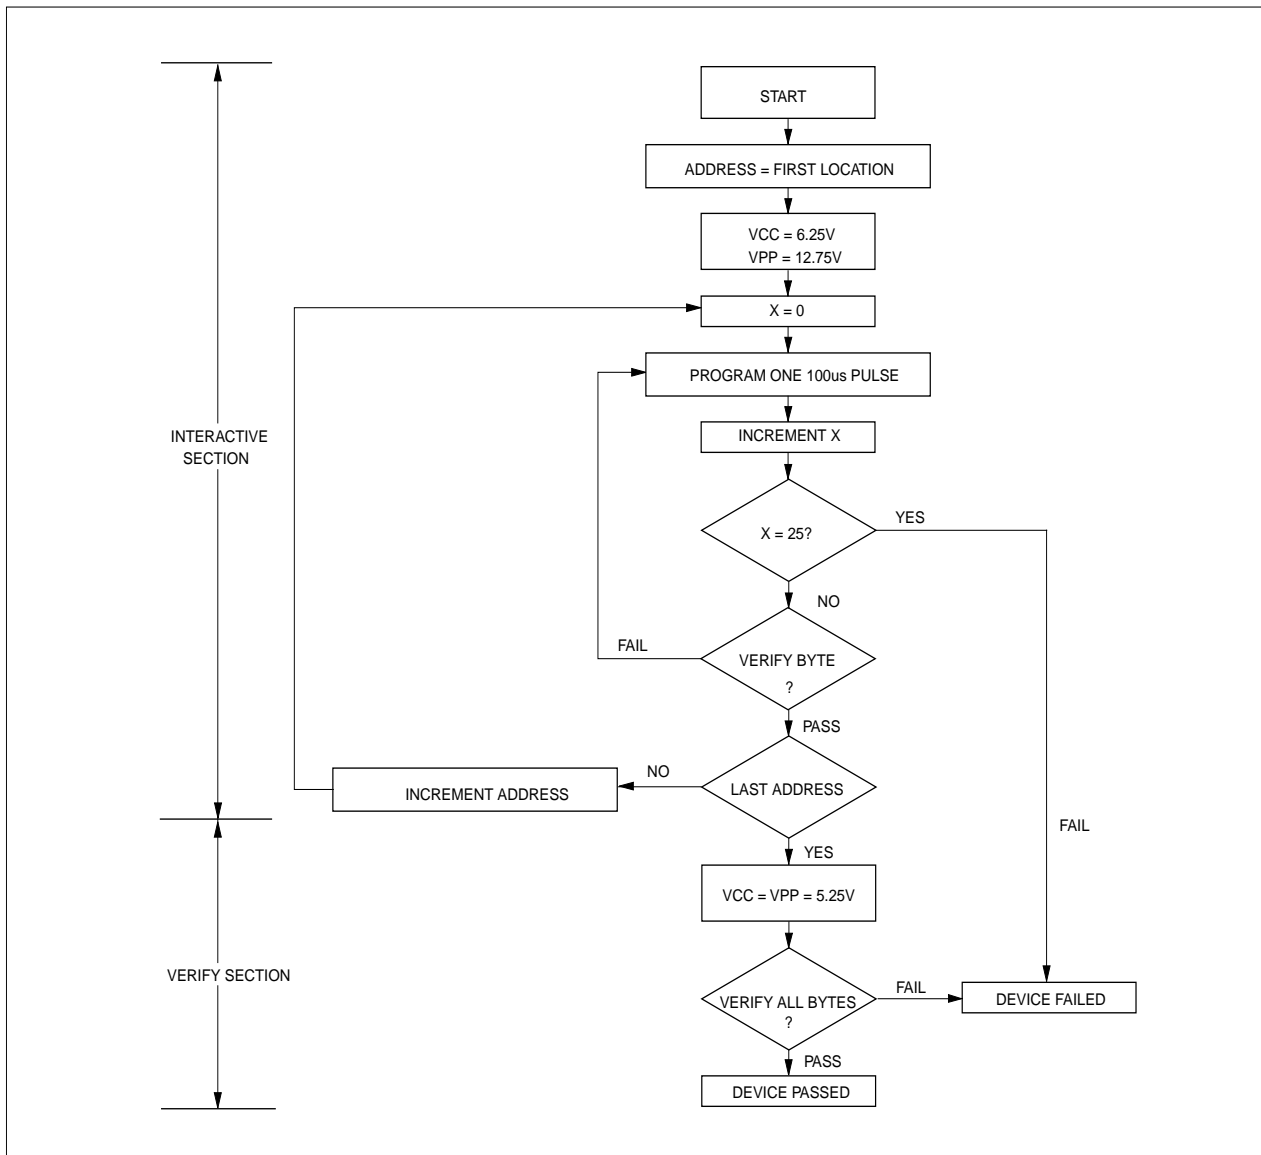 START
ADDRESS = FIRST LOCATION
VCC = 6.25V
VPP = 12.75V
X = 0
PROGRAM ONE 100us PULSE
INCREMENT X
INTERACTIVE
SECTION
X = 25?
YES
NO
FAIL
VERIFY BYTE
?
PASS
NO
LAST ADDRESS
INCREMENT ADDRESS
FAIL
YES
VCC = VPP = 5.25V
VERIFY SECTION
FAIL
VERIFY ALL BYTES
?
DEVICE FAILED
PASS
DEVICE PASSED